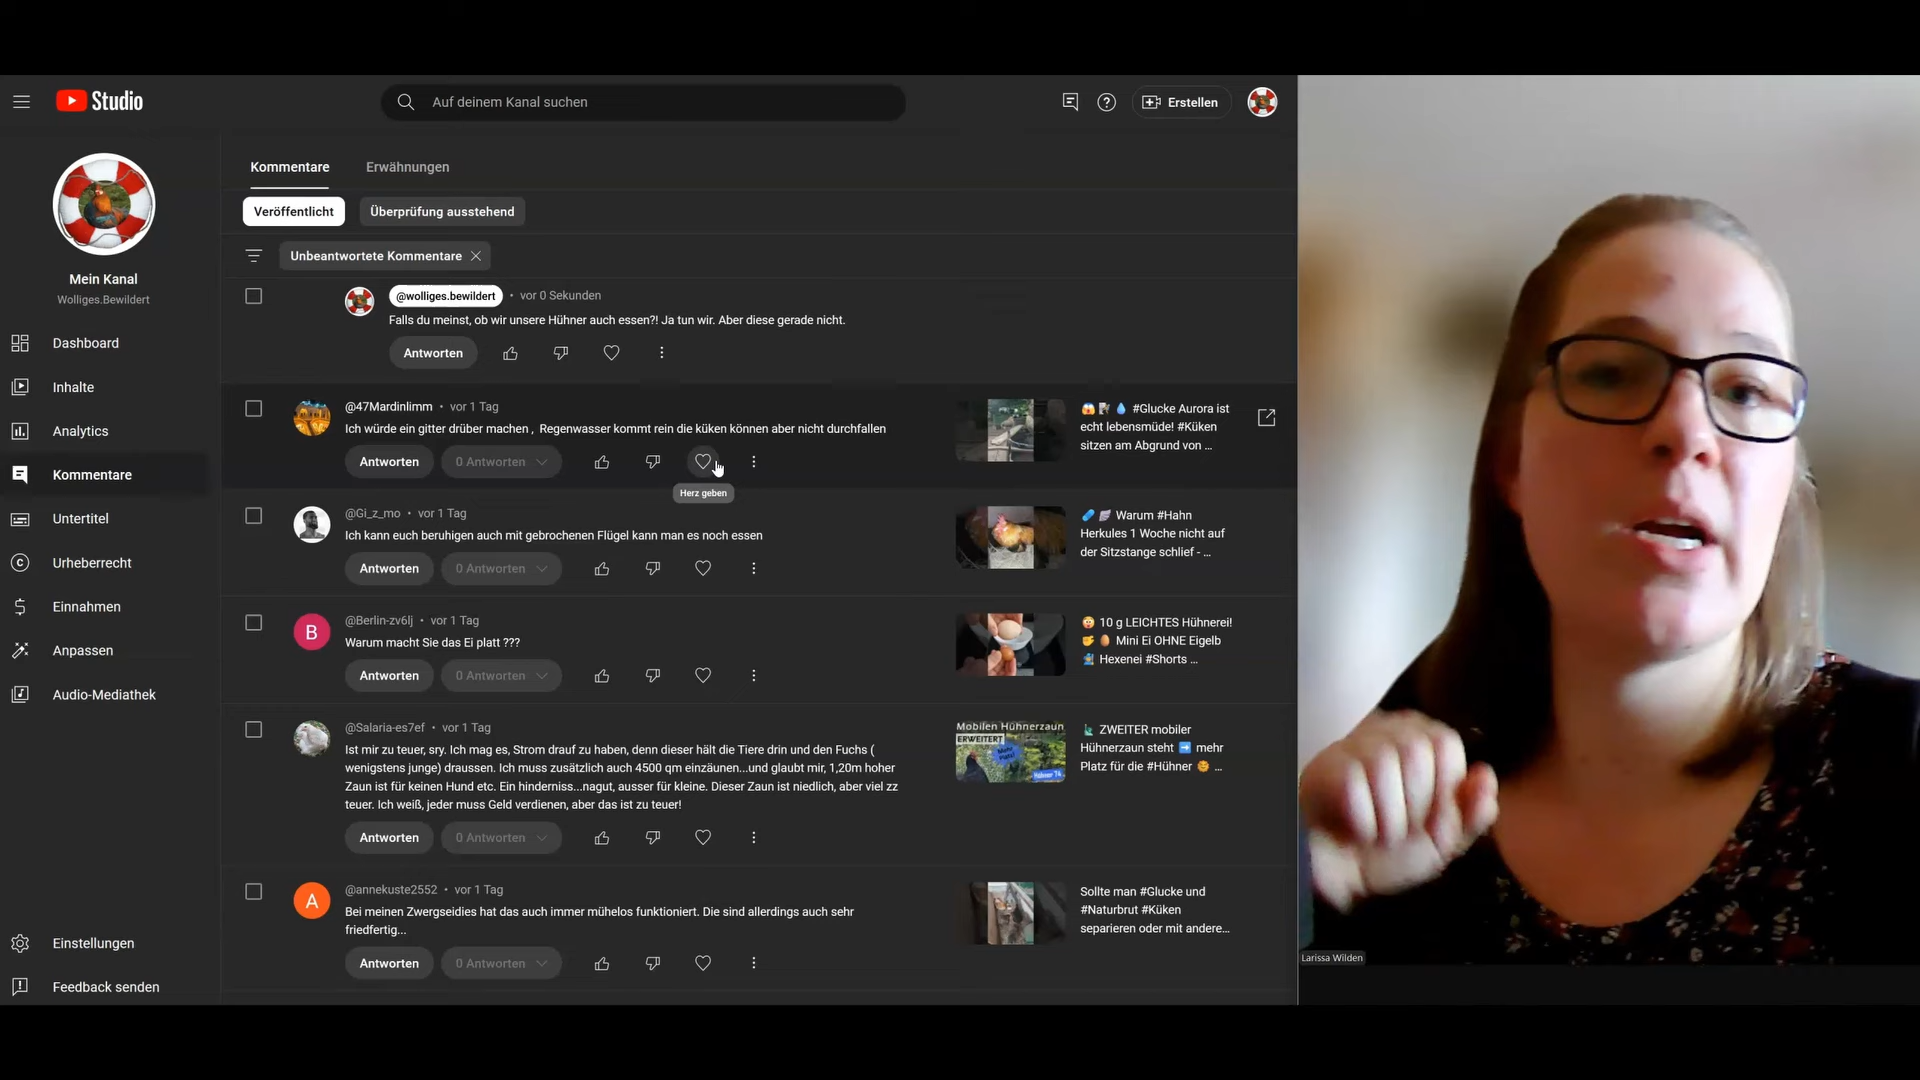 Studio
Auf deinem Kanal suchen
Erstellen
Mein Kanal
Wolliges.Bewildert
Dashboard
Inhalte
Analytics
Kommentare
Untertitel
Urheberrecht
Einnahmen
Anpassen
Audio-Mediathek
Einstellungen
Feedback senden
Kommentare
Erwähnungen
Veröffentlicht
Überprüfung ausstehend
Unbeantwortete Kommentare
@wolliges.bewildert • vor 0 Sekunden
Falls du meinst, ob wir unsere Hühner auch essen?! Ja tun wir. Aber diese gerade nicht.
Antworten
@47Mardinlimm • vor 1 Tag
Ich würde ein gitter drüber machen , Regenwasser kommt rein die küken können aber nicht durchfallen
Antworten
0 Antworten
Herz geben
😱 🐔 💧 #Glucke Aurora ist
echt lebensmüde! #Küken
sitzen am Abgrund von ...
@Gi_z_mo • vor 1 Tag
Ich kann euch beruhigen auch mit gebrochenen Flügel kann man es noch essen
Antworten
0 Antworten
🩹 🪽 Warum #Hahn
Herkules 1 Woche nicht auf
der Sitzstange schlief - ...
B
@Berlin-zv6lj • vor 1 Tag
Warum macht Sie das Ei platt ???
Antworten
0 Antworten
😲 10 g LEICHTES Hühnerei!
🤏 🥚 Mini Ei OHNE Eigelb
🧙 Hexenei #Shorts ...
@Salaria-es7ef • vor 1 Tag
Ist mir zu teuer, sry. Ich mag es, Strom drauf zu haben, denn dieser hält die Tiere drin und den Fuchs (
wenigstens junge) draussen. Ich muss zusätzlich auch 4500 qm einzäunen...und glaubt mir, 1,20m hoher
Zaun ist für keinen Hund etc. Ein hinderniss...nagut, ausser für kleine. Dieser Zaun ist niedlich, aber viel zz
teuer. Ich weiß, jeder muss Geld verdienen, aber das ist zu teuer!
Antworten
0 Antworten
Mobilen Hühnerzaun
ERWEITERT
🦙 ZWEITER mobiler
Hühnerzaun steht ➡️ mehr
Platz für die #Hühner 🤗 ...
A
@annekuste2552 • vor 1 Tag
Bei meinen Zwergseidies hat das auch immer mühelos funktioniert. Die sind allerdings auch sehr
friedfertig...
Antworten
0 Antworten
Sollte man #Glucke und
#Naturbrut #Küken
separieren oder mit andere...
Larissa Wilden